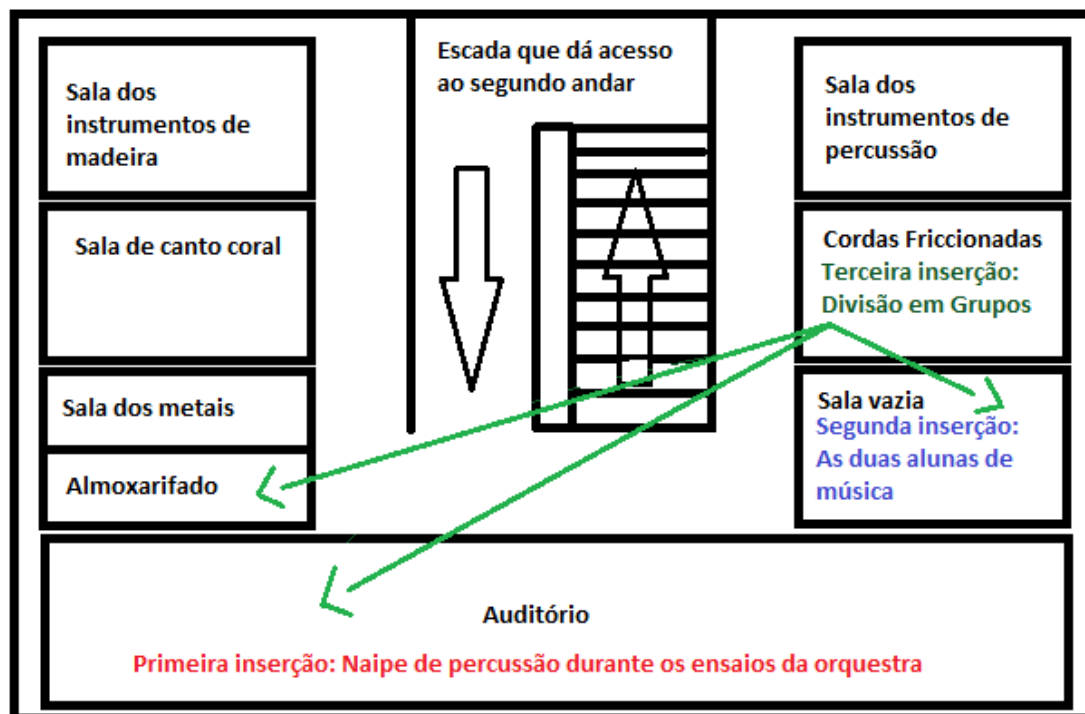 Sala dos
instrumentos de
madeira
Sala de canto coral
Sala dos metais
Almoxarifado
Escada que dá acesso
ao segundo andar
Sala dos
instrumentos de
percussão
Cordas Friccionadas
Terceira inserção:
Divisão em Grupos
Sala vazia
Segunda inserção:
As duas alunas de
música
Auditório
Primeira inserção: Naipe de percussão durante os ensaios da orquestra